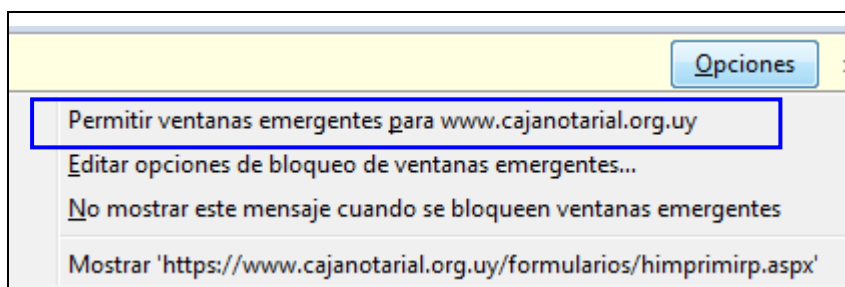 Opciones
Permitir ventanas emergentes para www.cajanotarial.org.uy
Editar opciones de bloqueo de ventanas emergentes...
No mostrar este mensaje cuando se bloqueen ventanas emergentes
Mostrar 'https://www.cajanotarial.org.uy/formularios/himprimirp.aspx'